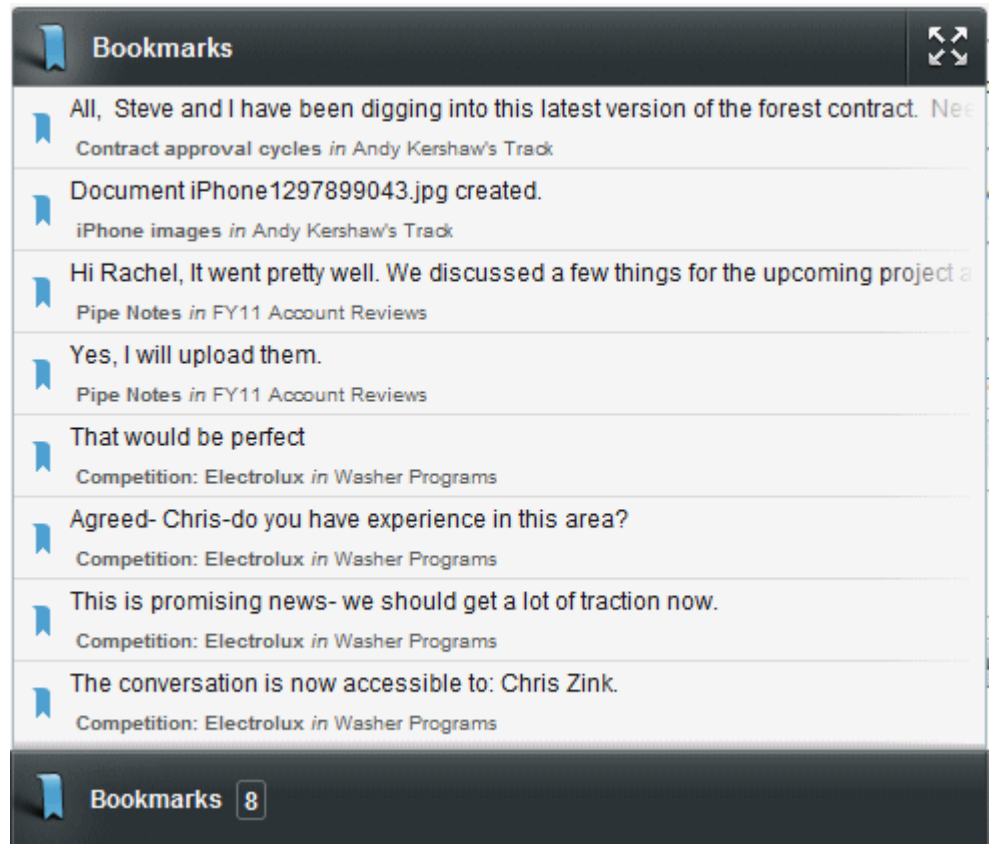 Bookmarks
All, Steve and I have been digging into this latest version of the forest contract. Nee
Contract approval cycles in Andy Kershaw's Track
Document iPhone1297899043.jpg created.
iPhone images in Andy Kershaw's Track
Hi Rachel, It went pretty well. We discussed a few things for the upcoming project a
Pipe Notes in FY11 Account Reviews
Yes, I will upload them.
Pipe Notes in FY11 Account Reviews
That would be perfect
Competition: Electrolux in Washer Programs
Agreed- Chris-do you have experience in this area?
Competition: Electrolux in Washer Programs
This is promising news- we should get a lot of traction now.
Competition: Electrolux in Washer Programs
The conversation is now accessible to: Chris Zink.
Competition: Electrolux in Washer Programs
Bookmarks 8